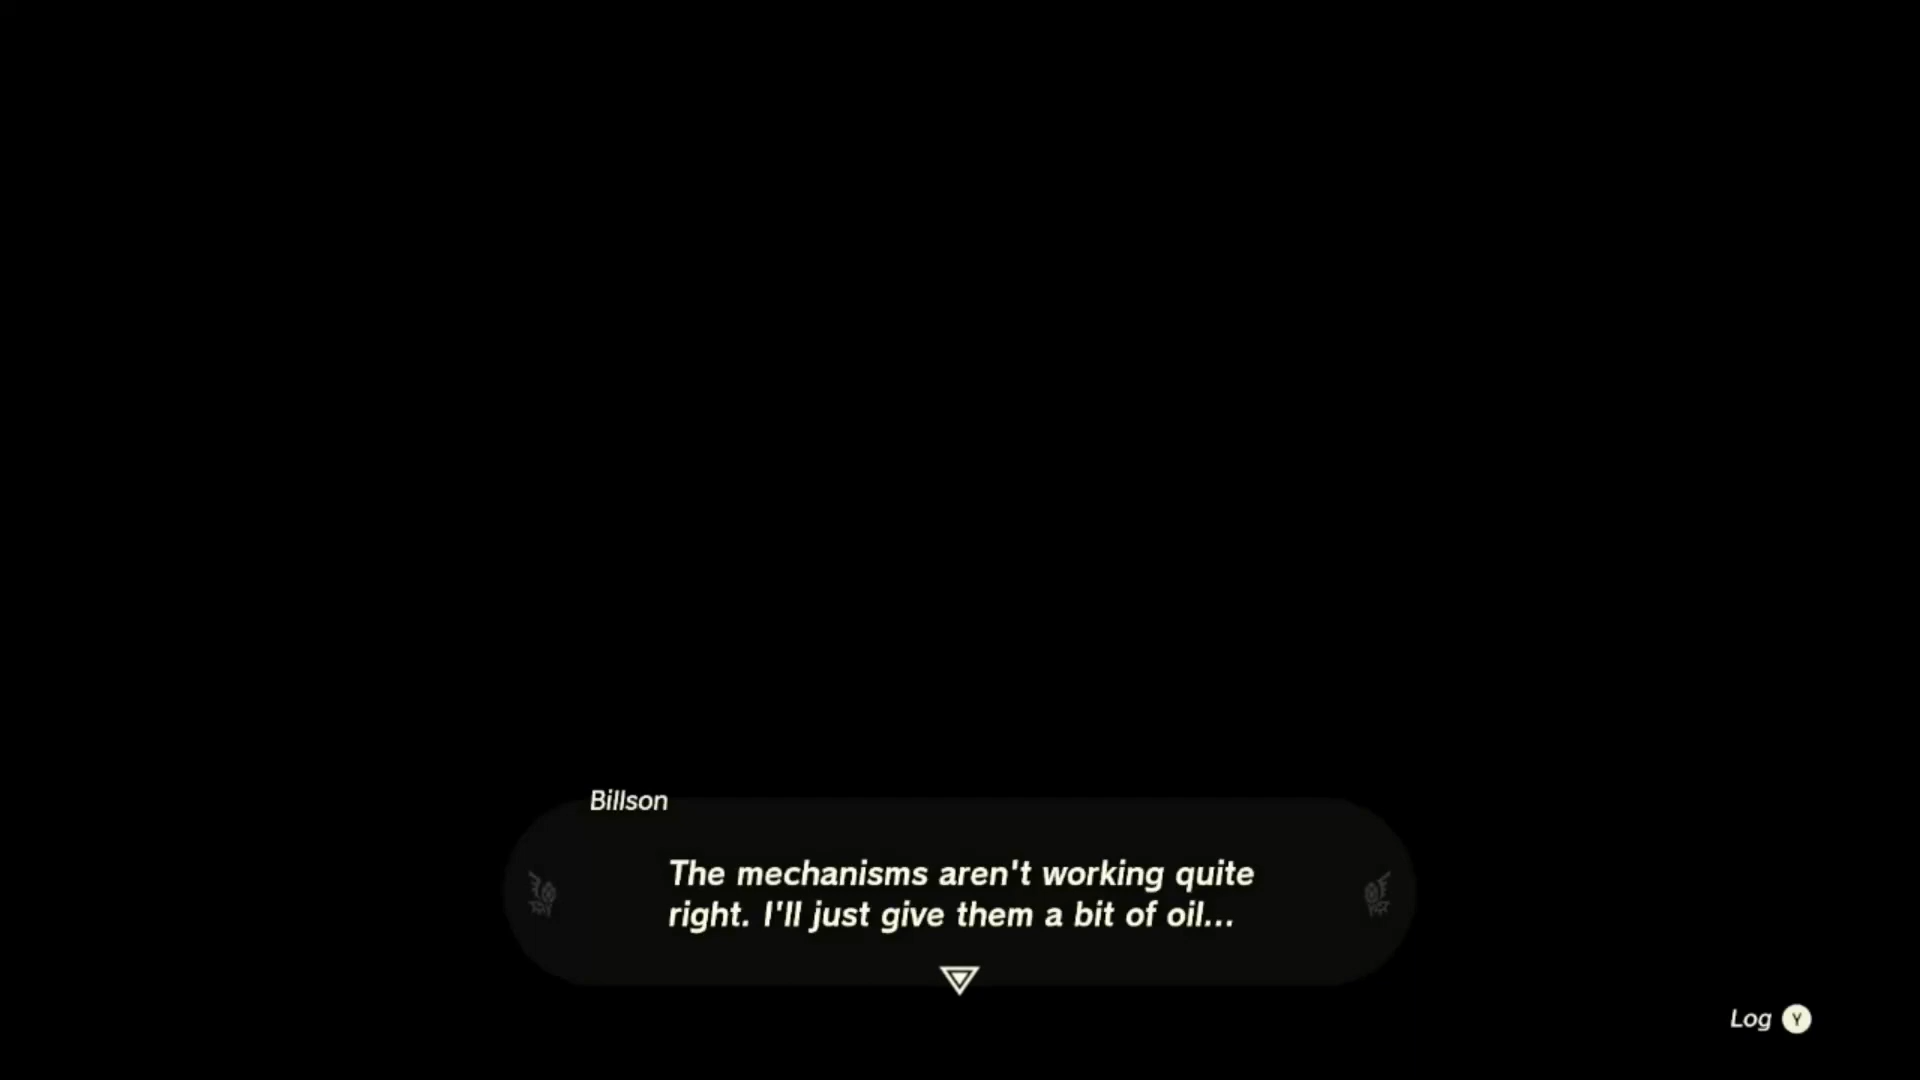 Billson
The mechanisms aren't working quite
right. I'll just give them a bit of oil...
Log Y